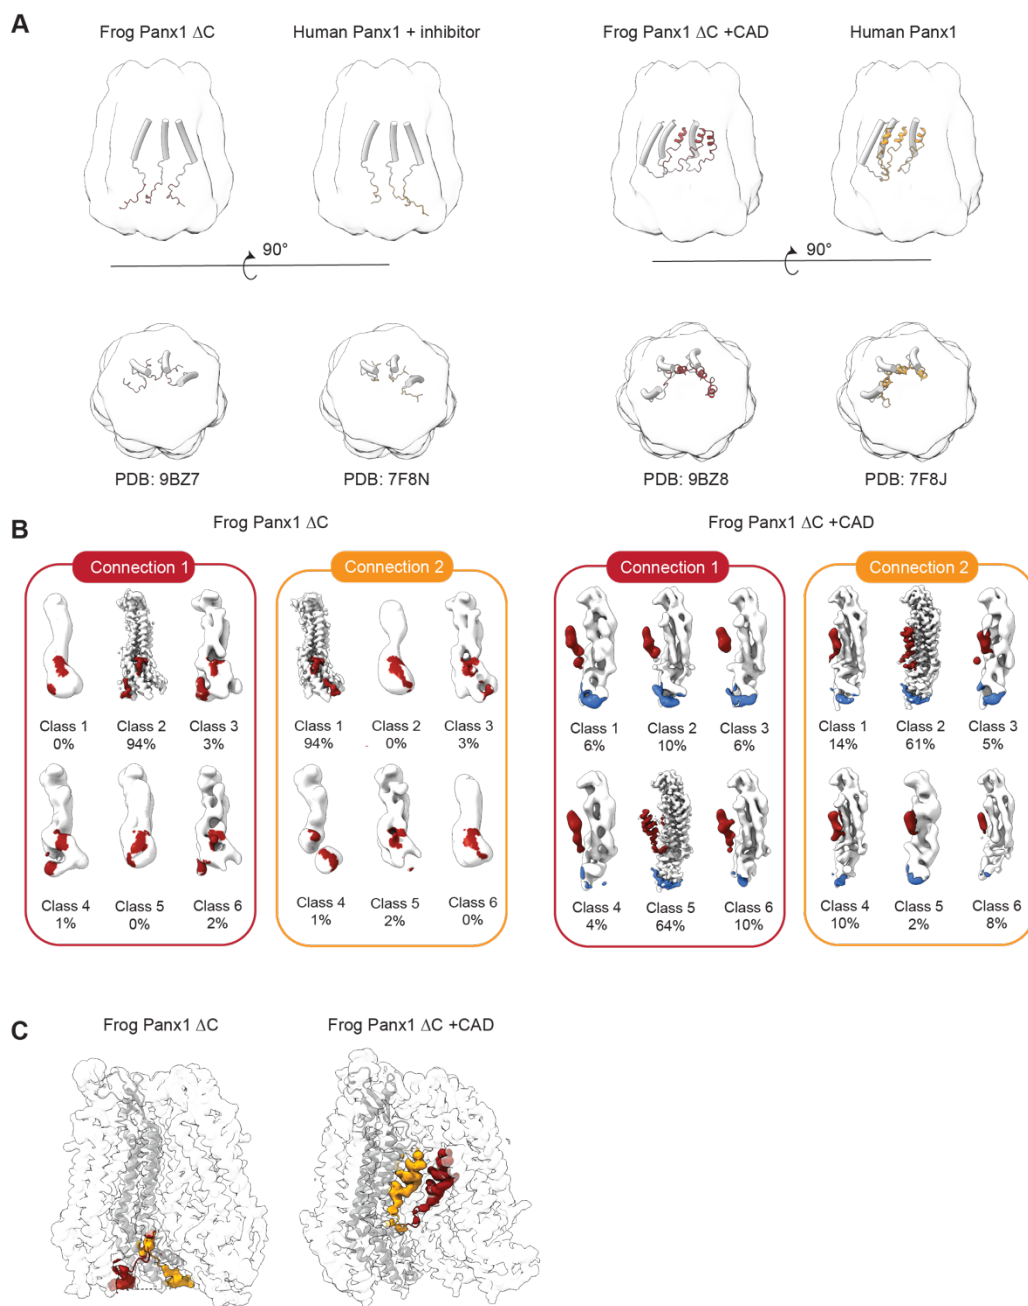 A
Frog Panx1 ΔC
Human Panx1 + inhibitor
Frog Panx1 ΔC +CAD
Human Panx1
90°
90°
PDB: 9BZ7
PDB: 7F8N
PDB: 9BZ8
PDB: 7F8J
B
Frog Panx1 ΔC
Frog Panx1 ΔC +CAD
Connection 1
Class 1
0%
Class 2
94%
Class 3
3%
Class 4
1%
Class 5
0%
Class 6
2%
Connection 2
Class 1
94%
Class 2
0%
Class 3
3%
Class 4
1%
Class 5
2%
Class 6
0%
Connection 1
Class 1
6%
Class 2
10%
Class 3
6%
Class 4
4%
Class 5
64%
Class 6
10%
Connection 2
Class 1
14%
Class 2
61%
Class 3
5%
Class 4
10%
Class 5
2%
Class 6
8%
C
Frog Panx1 ΔC
Frog Panx1 ΔC +CAD